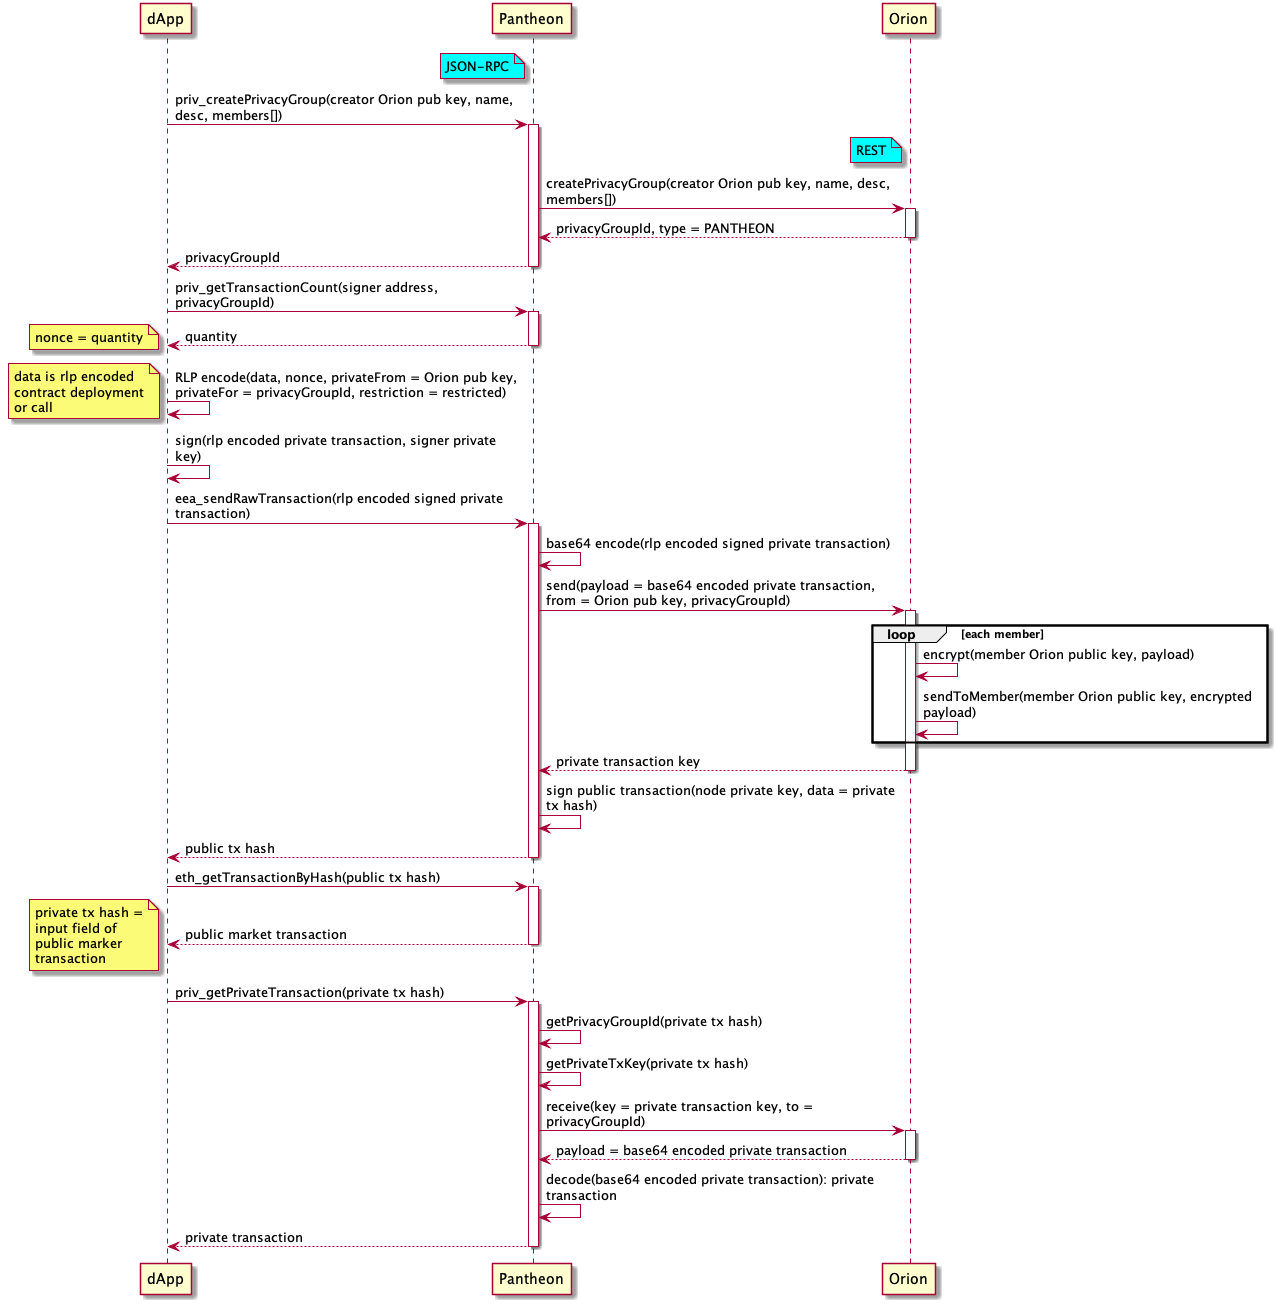 dApp
Pantheon
Orion
JSON-RPC
priv_createPrivacyGroup(creator Orion pub key, name,
desc, members[])
REST
createPrivacyGroup(creator Orion pub key, name, desc,
members[])
privacyGroupId, type = PANTHEON
privacyGroupId
priv_getTransactionCount(signer address,
privacyGroupId)
nonce = quantity
quantity
data is rlp encoded
contract deployment
or call
RLP encode(data, nonce, privateFrom = Orion pub key,
privateFor = privacyGroupId, restriction = restricted)
sign(rlp encoded private transaction, signer private
key)
eea_sendRawTransaction(rlp encoded signed private
transaction)
base64 encode(rlp encoded signed private transaction)
send(payload = base64 encoded private transaction,
from = Orion pub key, privacyGroupId)
loop
[each member]
encrypt(member Orion public key, payload)
sendToMember(member Orion public key, encrypted
payload)
private transaction key
sign public transaction(node private key, data = private
tx hash)
public tx hash
eth_getTransactionByHash(public tx hash)
private tx hash =
input field of
public marker
transaction
public market transaction
priv_getPrivateTransaction(private tx hash)
getPrivacyGroupId(private tx hash)
getPrivateTxKey(private tx hash)
receive(key = private transaction key, to =
privacyGroupId)
payload = base64 encoded private transaction
decode(base64 encoded private transaction): private
transaction
private transaction
dApp
Pantheon
Orion